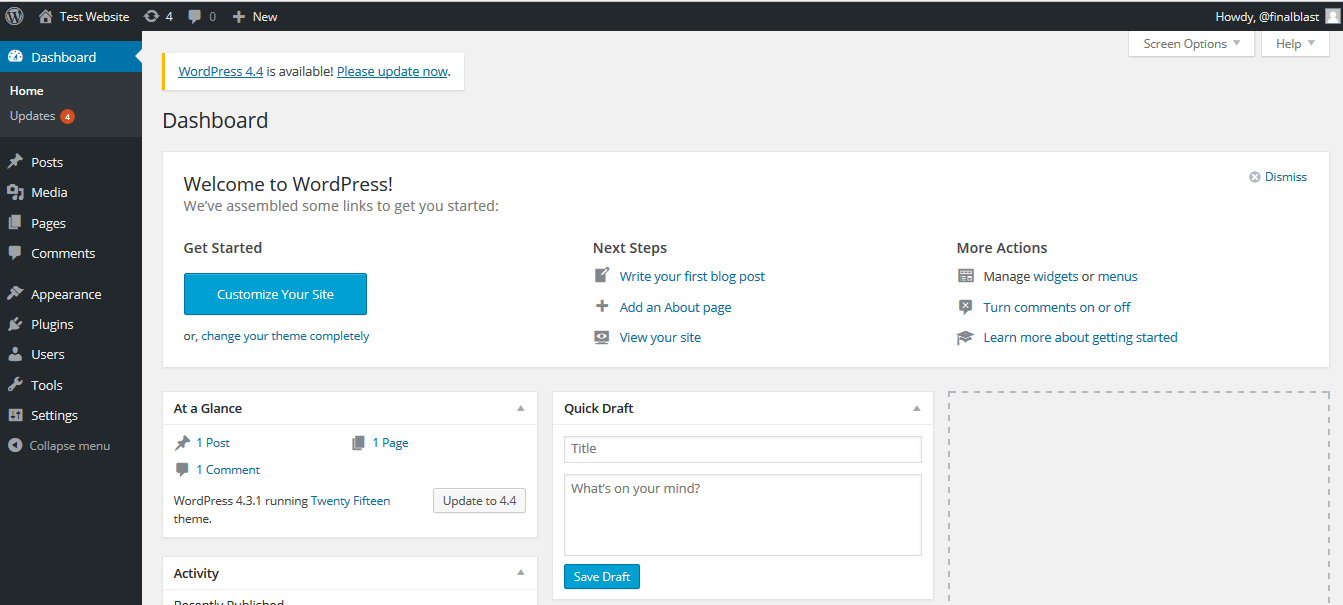 Test Website 4 0 New Howdy, @finalblast
Screen Options Help
Dashboard
Home
Updates 4
Posts
Media
Pages
Comments
Appearance
Plugins
Users
Tools
Settings
Collapse menu
WordPress 4.4 is available! Please update now.
Dashboard
Welcome to WordPress!
We've assembled some links to get you started:
Dismiss
Get Started
Customize Your Site
or, change your theme completely
Next Steps
Write your first blog post
Add an About page
View your site
More Actions
Manage widgets or menus
Turn comments on or off
Learn more about getting started
At a Glance
1 Post 1 Page
1 Comment
WordPress 4.3.1 running Twenty Fifteen
theme.
Update to 4.4
Activity
Recently Published
Quick Draft
Title
What's on your mind?
Save Draft